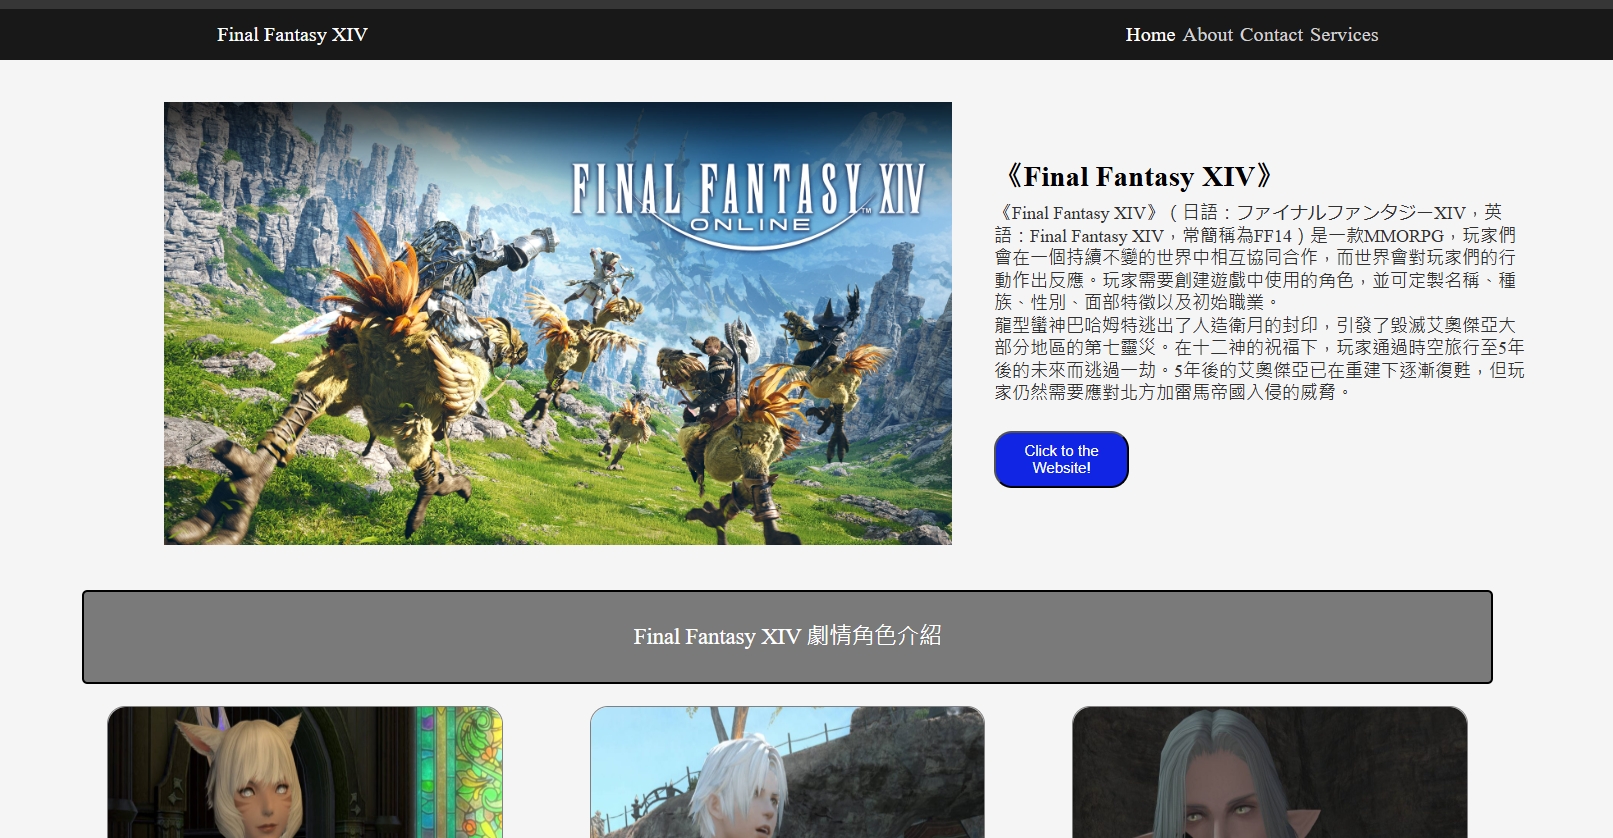 Final Fantasy XIV
Home About Contact Services
FINAL FANTASY XIV
ONLINE
TM
《Final Fantasy XIV》
《Final Fantasy XIV》（日語：ファイナルファンタジーXIV，英
語：Final Fantasy XIV，常簡稱為FF14）是一款MMORPG，玩家們
會在一個持續不變的世界中相互協同合作，而世界會對玩家們的行
動作出反應。玩家需要創建遊戲中使用的角色，並可定製名稱、種
族、性別、面部特徵以及初始職業。
龍型蠻神巴哈姆特逃出了人造衛月的封印，引發了毀滅艾奧傑亞大
部分地區的第七靈災。在十二神的祝福下，玩家通過時空旅行至5年
後的未來而逃過一劫。5年後的艾奧傑亞已在重建下逐漸復甦，但玩
家仍然需要應對北方加雷馬帝國入侵的威脅。
Click to the
Website!
Final Fantasy XIV 劇情角色介紹